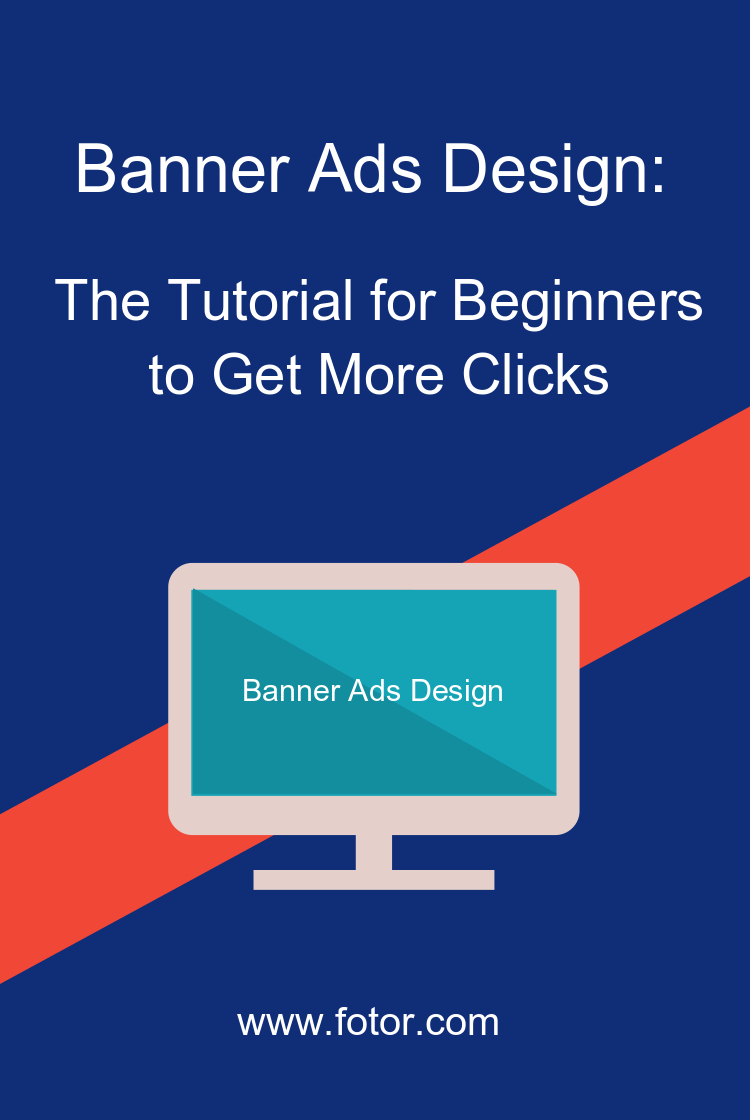 Banner Ads Design:
The Tutorial for Beginners
to Get More Clicks
Banner Ads Design
www.fotor.com